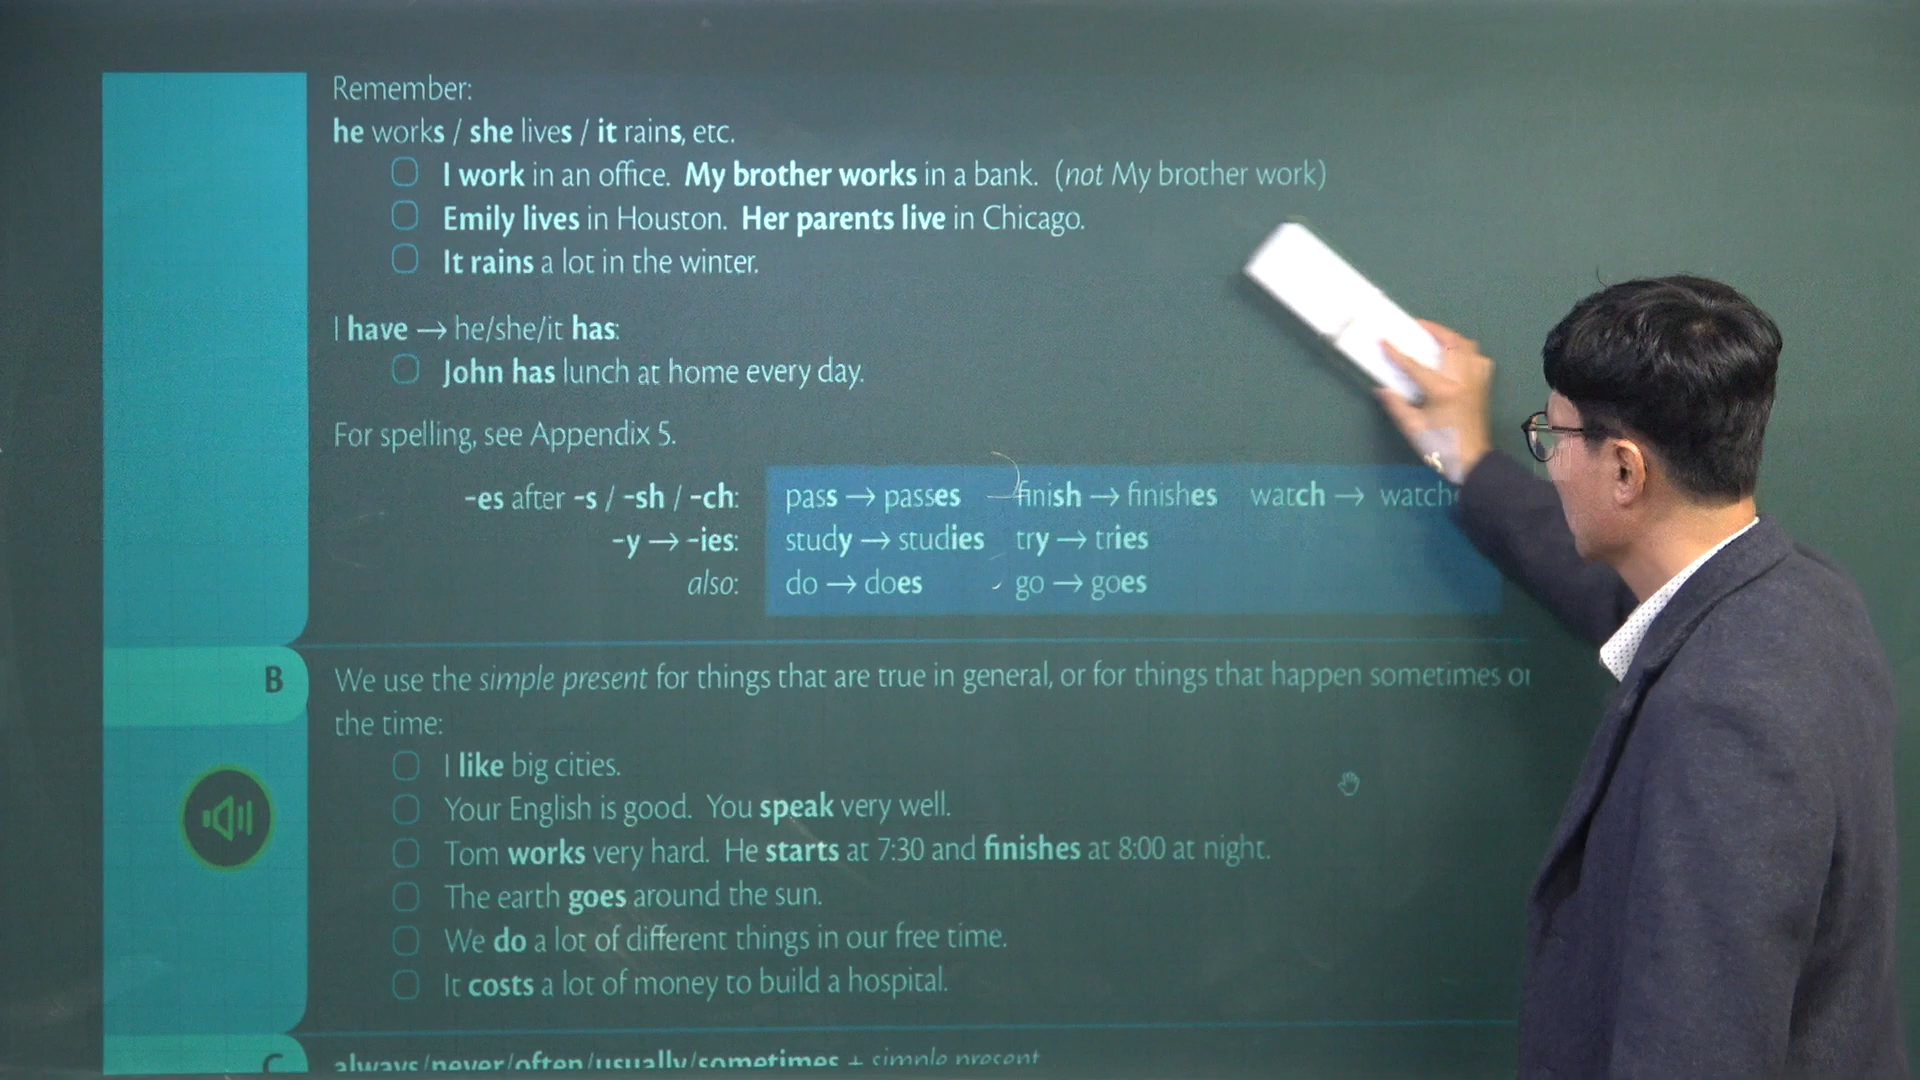 Remember:
he works / she lives / it rains, etc.
I work in an office. My brother works in a bank. (not My brother work)
Emily lives in Houston. Her parents live in Chicago.
It rains a lot in the winter.
I have → he/she/it has:
John has lunch at home every day.
For spelling, see Appendix 5.
-es after -s / -sh / -ch: pass → passes finish → finishes watch →
-y → -ies: study → studies try → tries
also: do → does go → goes
B We use the simple present for things that are true in general, or for things that happen sometimes or
the time:
I like big cities.
Your English is good. You speak very well.
Tom works very hard. He starts at 7:30 and finishes at 8:00 at night.
The earth goes around the sun.
We do a lot of different things in our free time.
It costs a lot of money to build a hospital.
C always/never/often/usually/sometimes + simple present